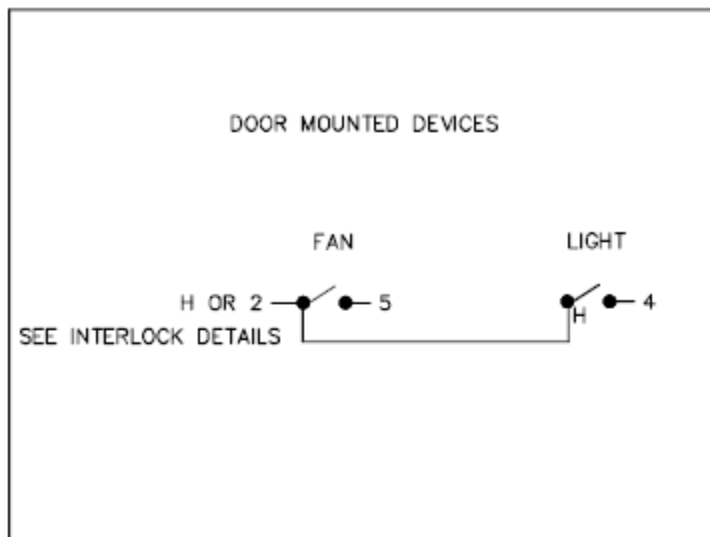 DOOR MOUNTED DEVICES
FAN
LIGHT
H OR 2
5
H
4
SEE INTERLOCK DETAILS